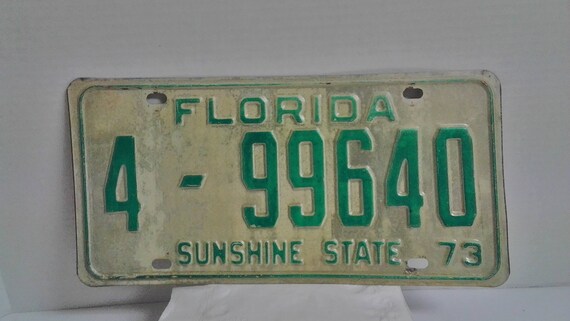 FLORIDA
4 - 99640
SUNSHINE STATE 73